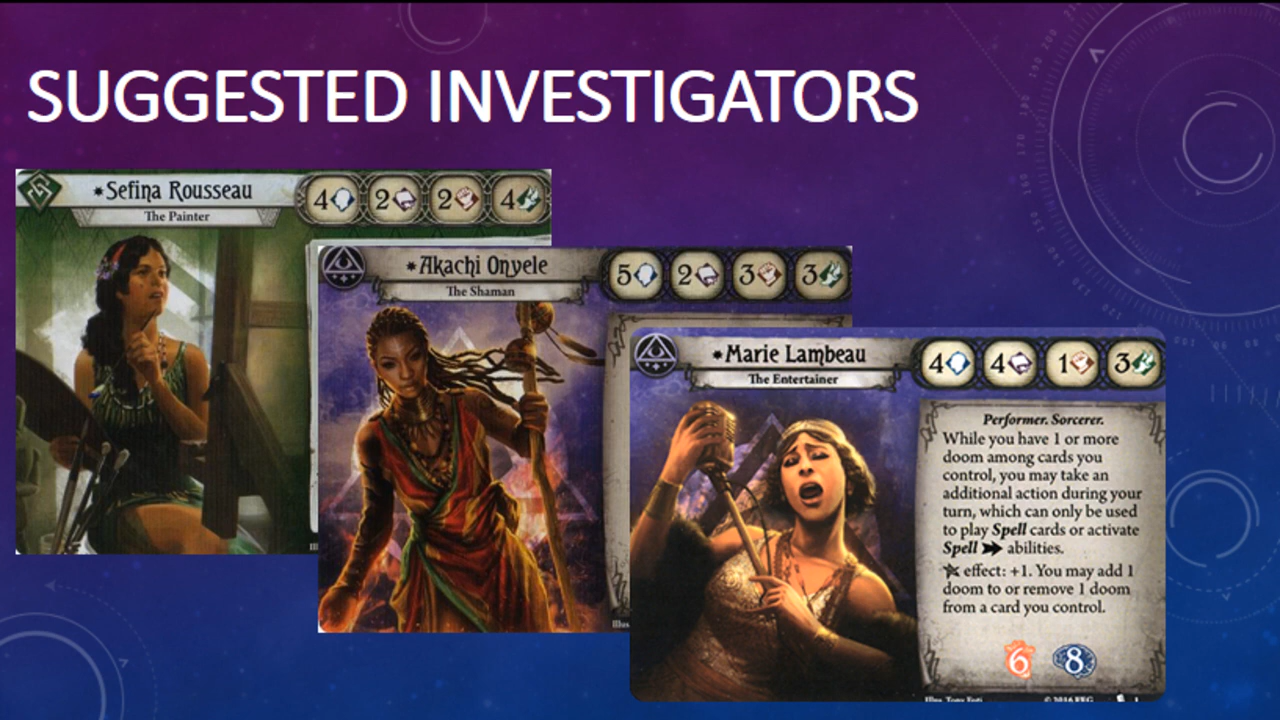 SUGGESTED INVESTIGATORS
Sefina Rousseau
4 2 2 4
The Painter
Akachi Onyele
5 2 3 3
The Shaman
Marie Lambeau
4 4 1 3
The Entertainer
Performer. Sorcerer.
While you have 1 or more
doom among cards you
control, you may take an
additional action during your
turn, which can only be used
to play Spell cards or activate
Spell abilities.
effect: +1. You may add 1
doom to or remove 1 doom
from a card you control.
6 8